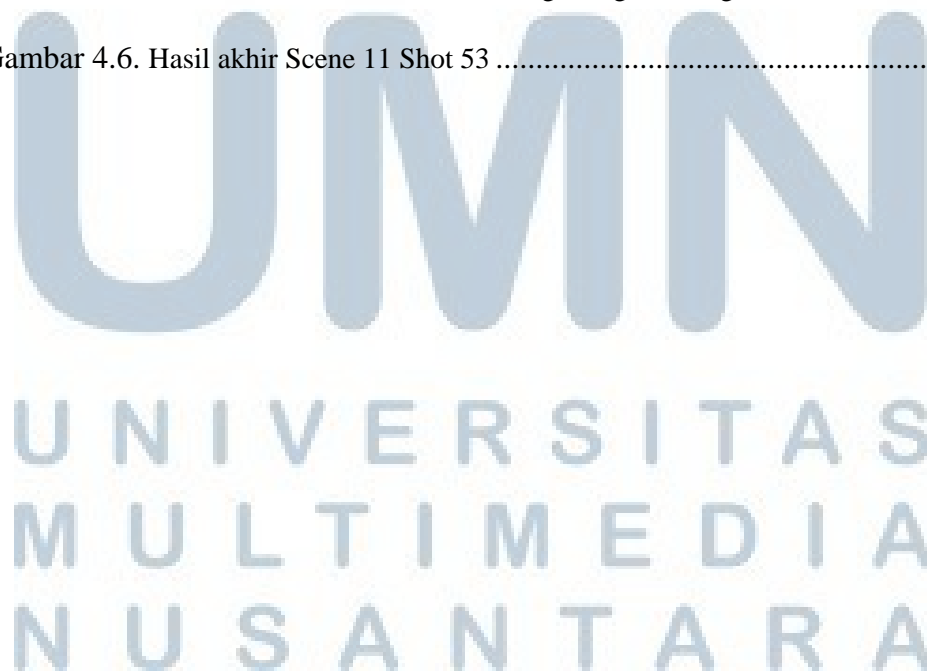 Gambar 4.6. Hasil akhir Scene 11 Shot 53 ......................................................
UMN
UNIVERSITAS
MULTIMEDIA
NUSANTARA